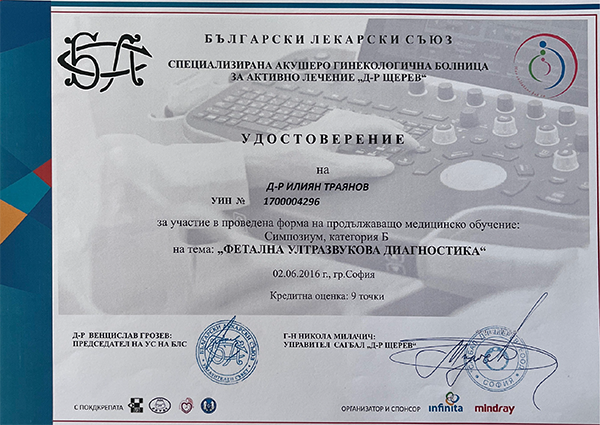 БЪЛГАРСКИ ЛЕКАРСКИ СЪЮЗ
СПЕЦИАЛИЗИРАНА АКУШЕРО ГИНЕКОЛОГИЧНА БОЛНИЦА
ЗА АКТИВНО ЛЕЧЕНИЕ „Д-Р ЩЕРЕВ“
УДОСТОВЕРЕНИЕ
на
Д-Р ИЛИЯН ТРАЯНОВ
УИН № 1700004296
за участие в проведена форма на продължаващо медицинско обучение:
Симпозиум, категория Б
на тема: „ФЕТАЛНА УЛТРАЗВУКОВА ДИАГНОСТИКА“
02.06.2016 г., гр.София
Кредитна оценка: 9 точки
Д-Р ВЕНЦИСЛАВ ГРОЗЕВ:
ПРЕДСЕДАТЕЛ НА УС НА БЛС
Г-Н НИКОЛА МИЛАЧИЧ:
УПРАВИТЕЛ САГБАЛ „Д-Р ЩЕРЕВ“
С ПОКДКРЕПАТА
ОРГАНИЗАТОР И СПОНСОР infinita mindray